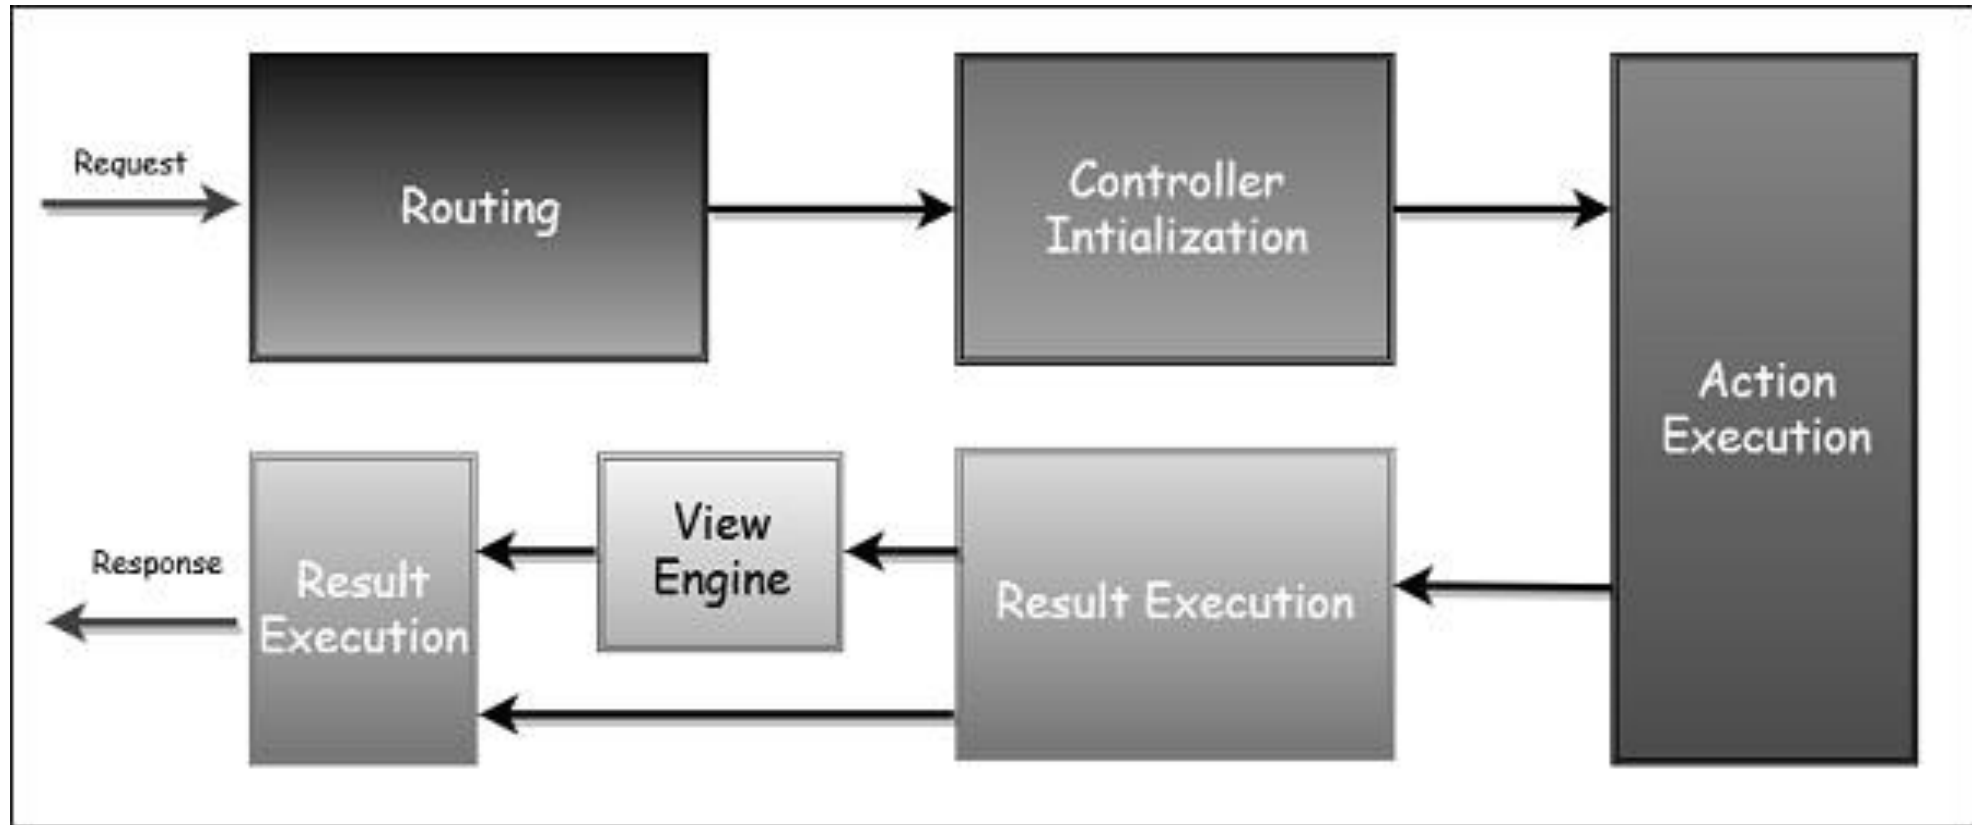 Request
Routing
Controller
Intialization
Action
Execution
Response
Result
Execution
View
Engine
Result Execution